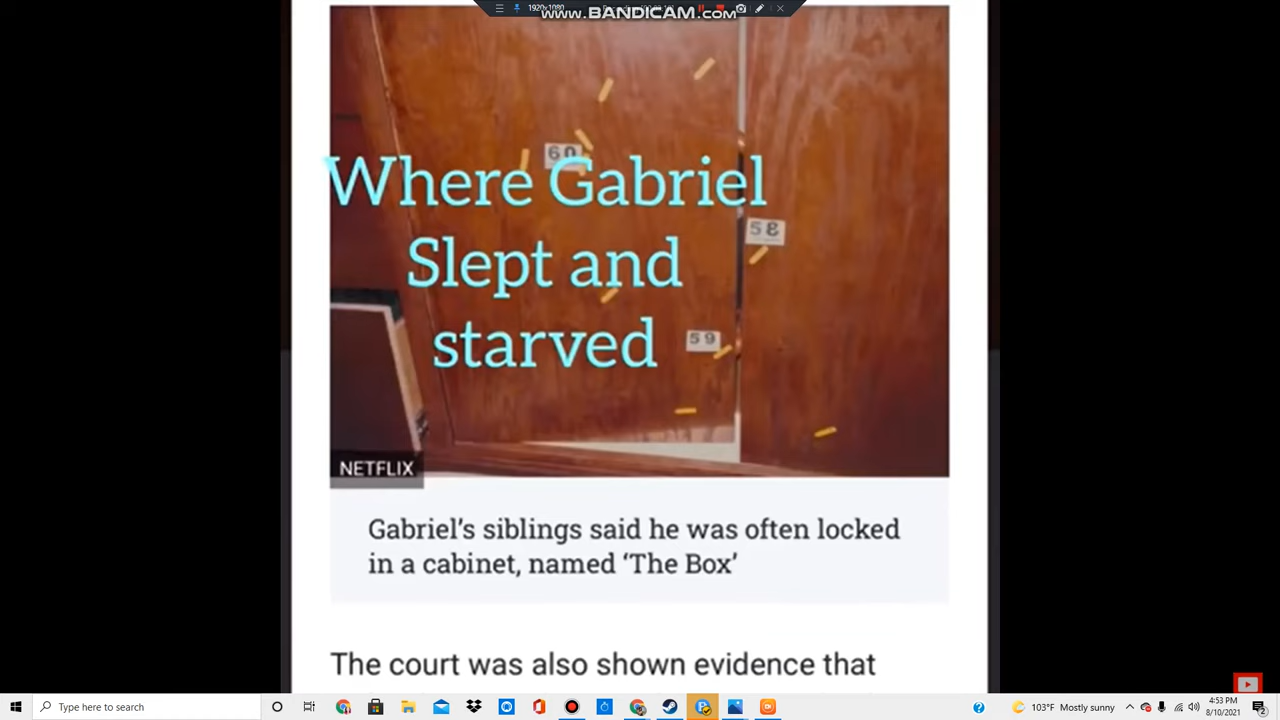 1920x1080
www.BANDICAM.com
60
Where Gabriel
58
Slept and
starved
59
NETFLIX
Gabriel’s siblings said he was often locked
in a cabinet, named ‘The Box’
The court was also shown evidence that
Type here to search
103°F Mostly sunny
4:53 PM
8/10/2021